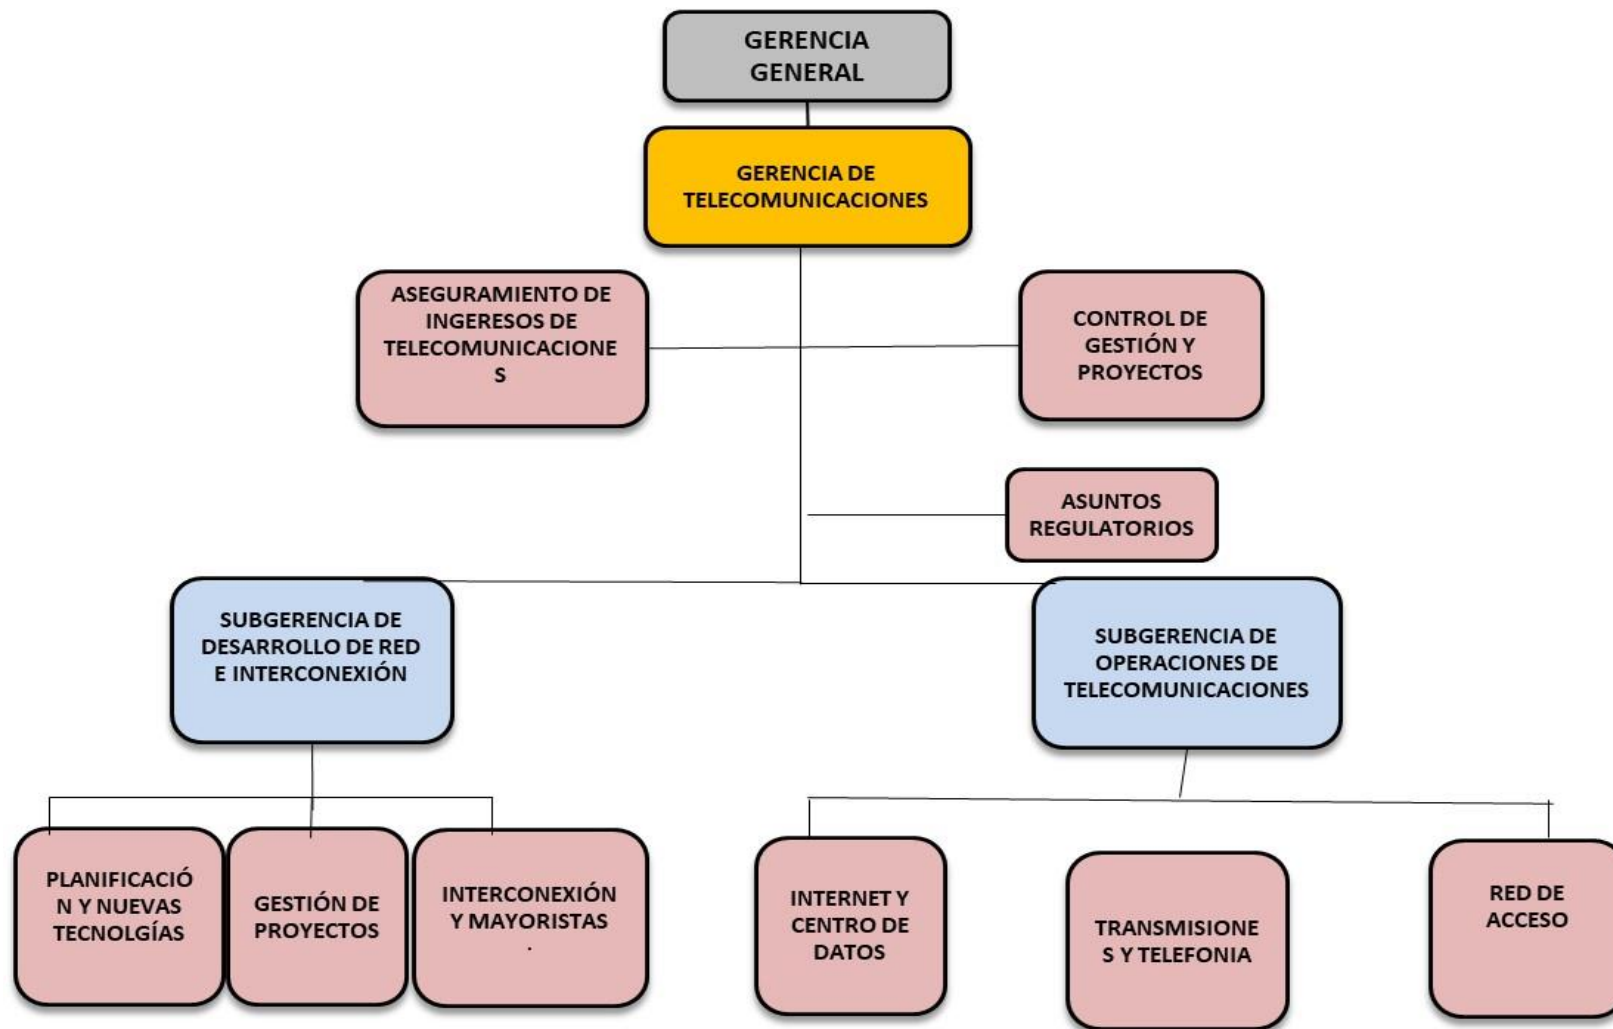 GERENCIA
GENERAL
GERENCIA DE
TELECOMUNICACIONES
ASEGURAMIENTO DE
INGERESOS DE
TELECOMUNICACIONE
S
CONTROL DE
GESTIÓN Y
PROYECTOS
ASUNTOS
REGULATORIOS
SUBGERENCIA DE
DESARROLLO DE RED
E INTERCONEXIÓN
SUBGERENCIA DE
OPERACIONES DE
TELECOMUNICACIONES
PLANIFICACIÓ
N Y NUEVAS
TECNOLGÍAS
GESTIÓN DE
PROYECTOS
INTERCONEXIÓN
Y MAYORISTAS
.
INTERNET Y
CENTRO DE
DATOS
TRANSMISIONE
S Y TELEFONIA
RED DE
ACCESO